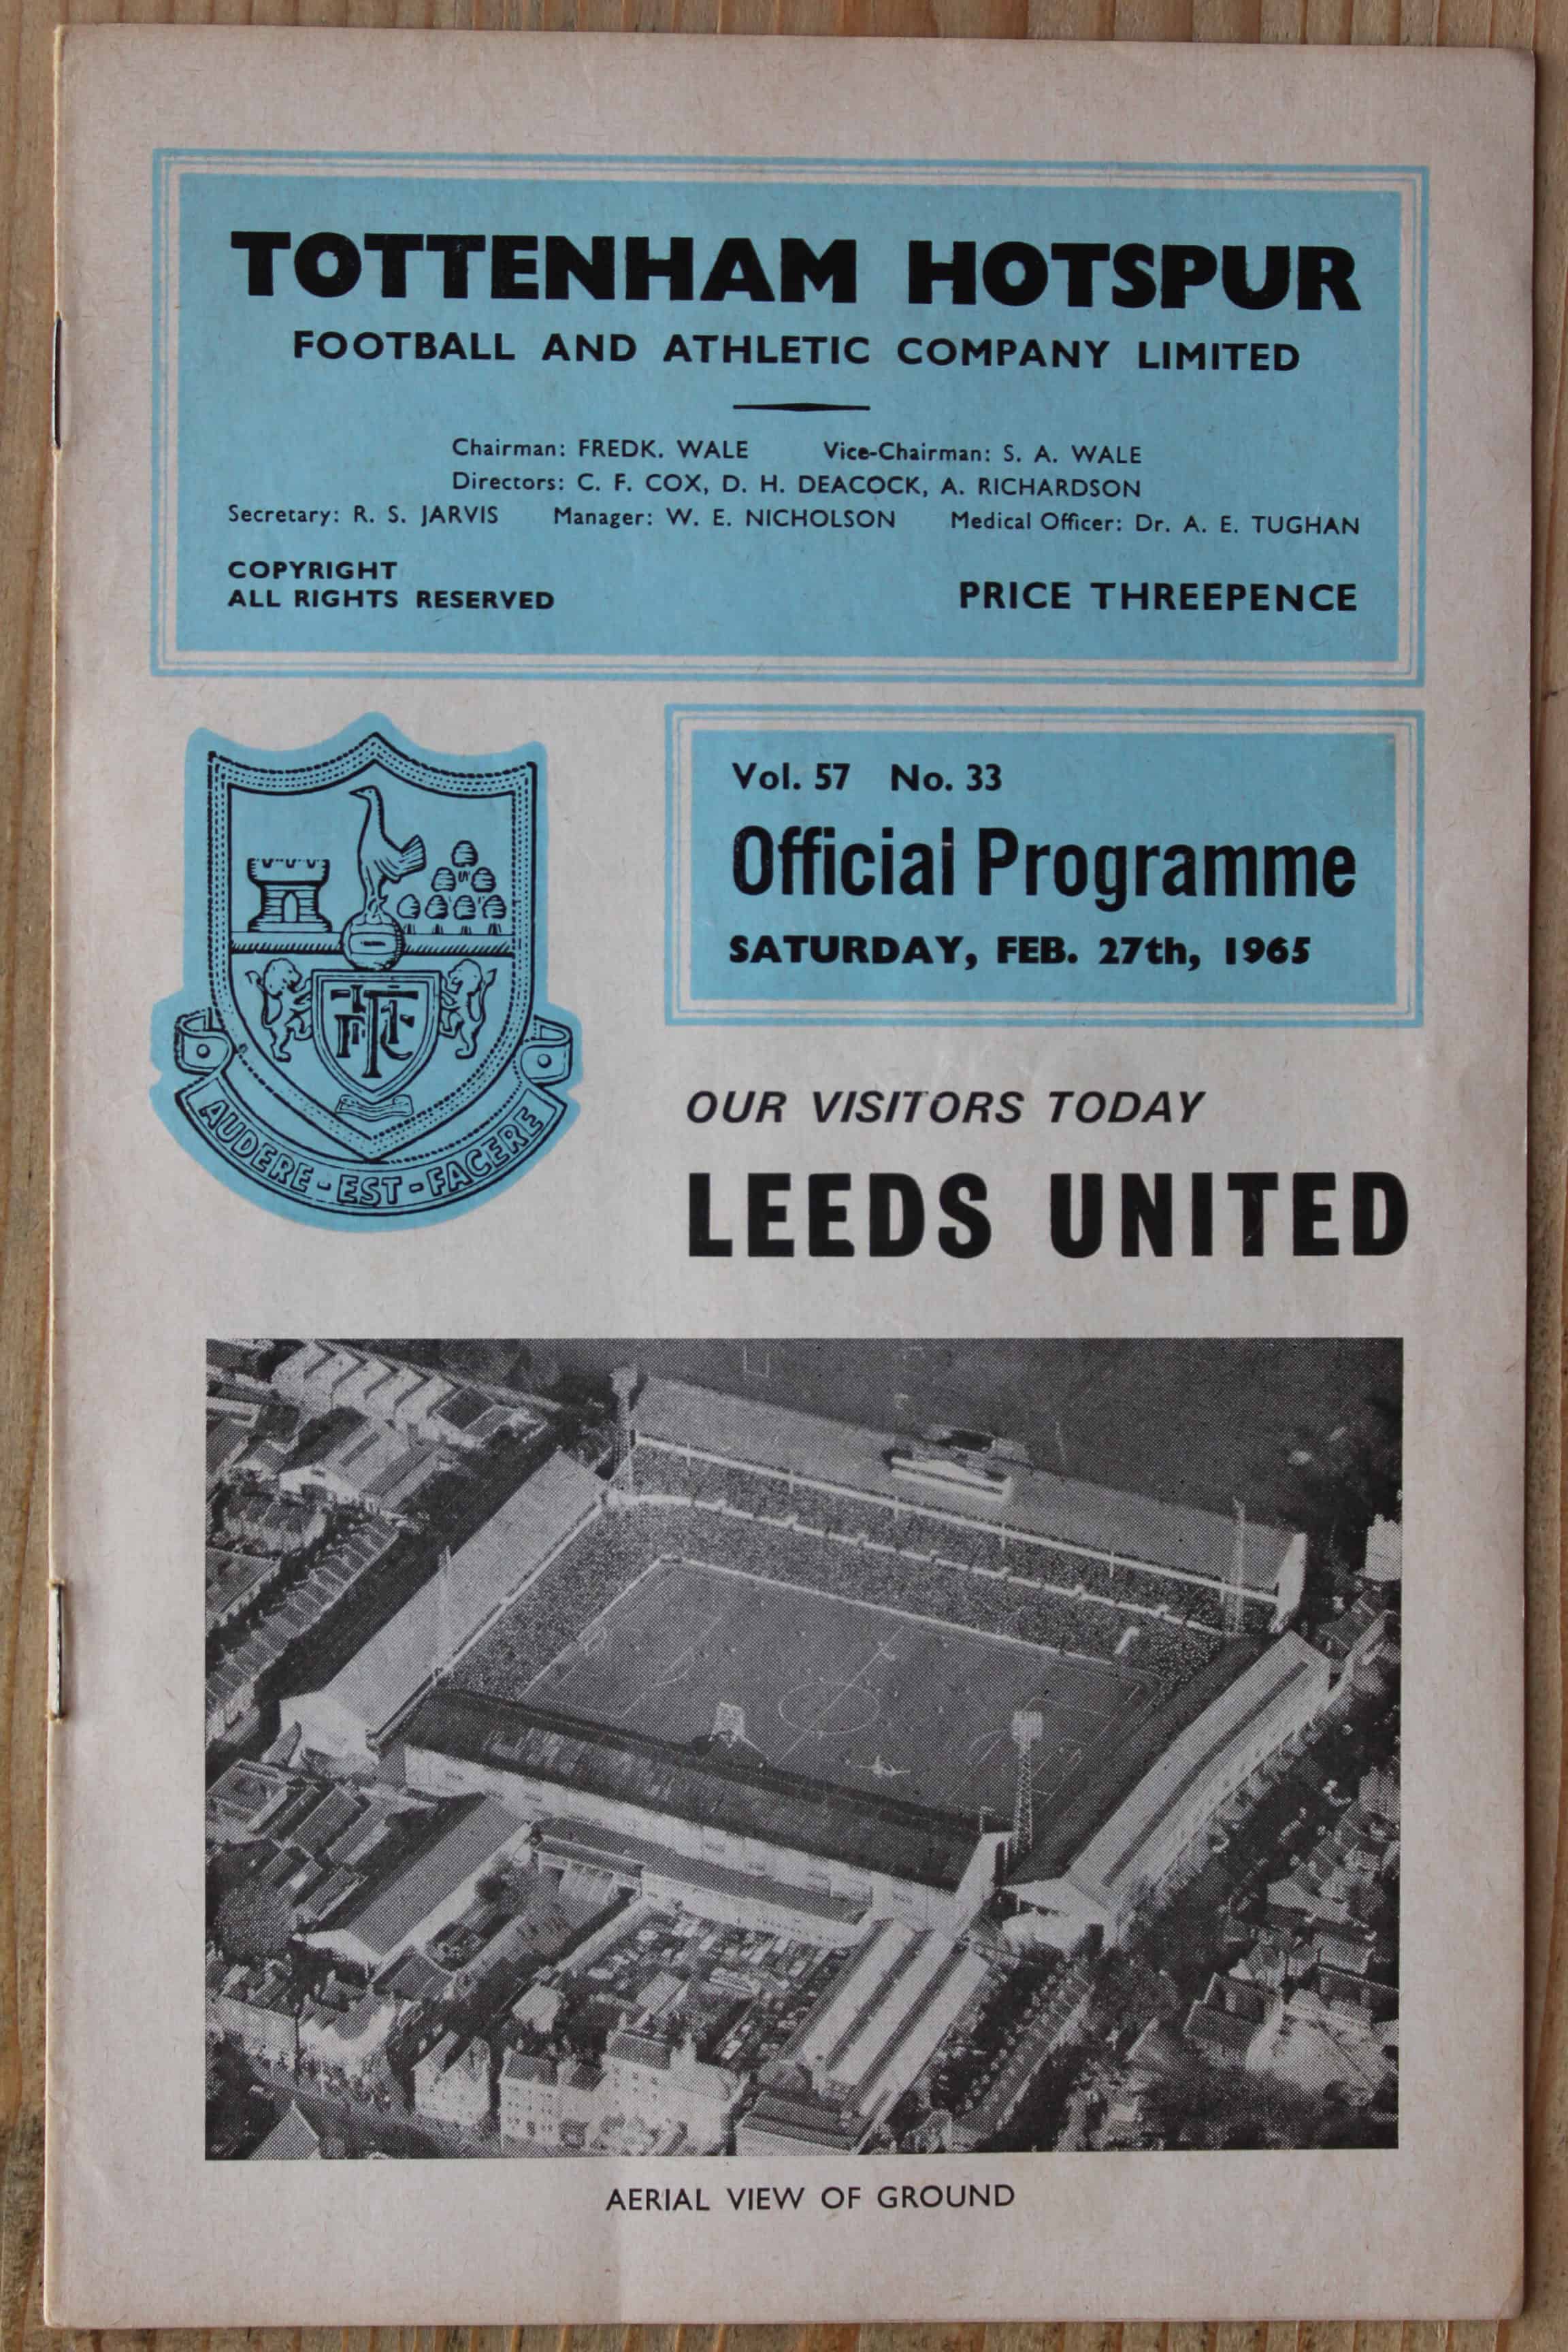 TOTTENHAM HOTSPUR
FOOTBALL AND ATHLETIC COMPANY LIMITED
Chairman: FREDK. WALE Vice-Chairman: S. A. WALE
Directors: C. F. COX, D. H. DEACOCK, A. RICHARDSON
Secretary: R. S. JARVIS Manager: W. E. NICHOLSON Medical Officer: Dr. A. E. TUGHAN
COPYRIGHT
ALL RIGHTS RESERVED
PRICE THREEPENCE
Vol. 57 No. 33
Official Programme
SATURDAY, FEB. 27th, 1965
AUDERE - EST - FACERE
OUR VISITORS TODAY
LEEDS UNITED
AERIAL VIEW OF GROUND